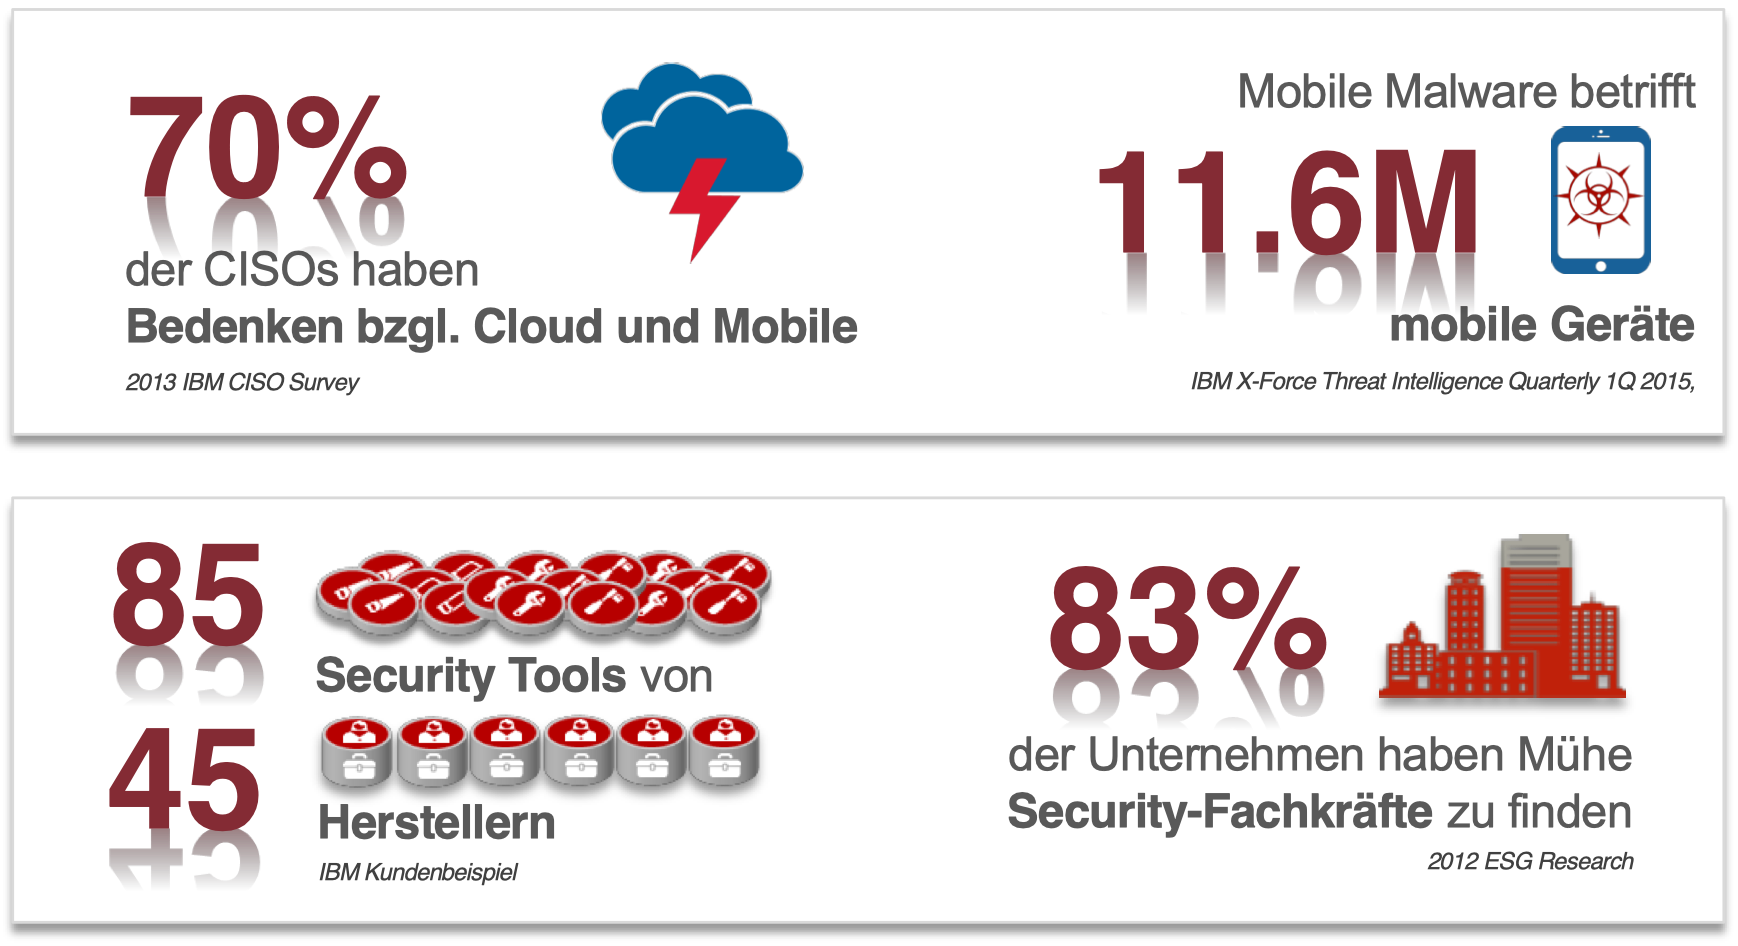 70%
der CISOs haben
Bedenken bzgl. Cloud und Mobile
2013 IBM CISO Survey
Mobile Malware betrifft
11.6M
mobile Geräte
IBM X-Force Threat Intelligence Quarterly 1Q 2015,
85
Security Tools von
45
Herstellern
IBM Kundenbeispiel
83%
der Unternehmen haben Mühe
Security-Fachkräfte zu finden
2012 ESG Research